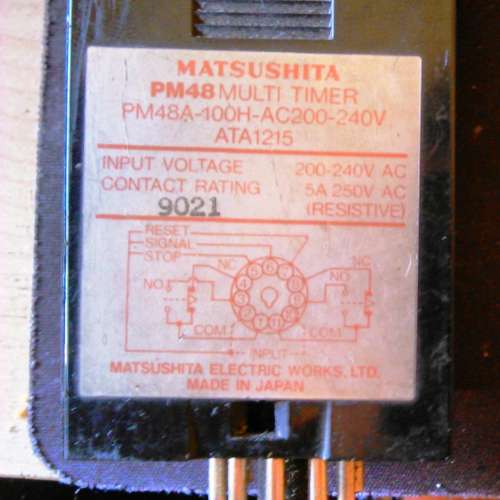 MATSUSHITA
PM48 MULTI TIMER
PM48A-100H-AC200-240V
ATA1215
INPUT VOLTAGE 200-240V AC
CONTACT RATING 5A 250V AC
9021 (RESISTIVE)
RESET
SIGNAL
STOP
NC NC
NO NO
COM COM
INPUT
MATSUSHITA ELECTRIC WORKS, LTD.
MADE IN JAPAN